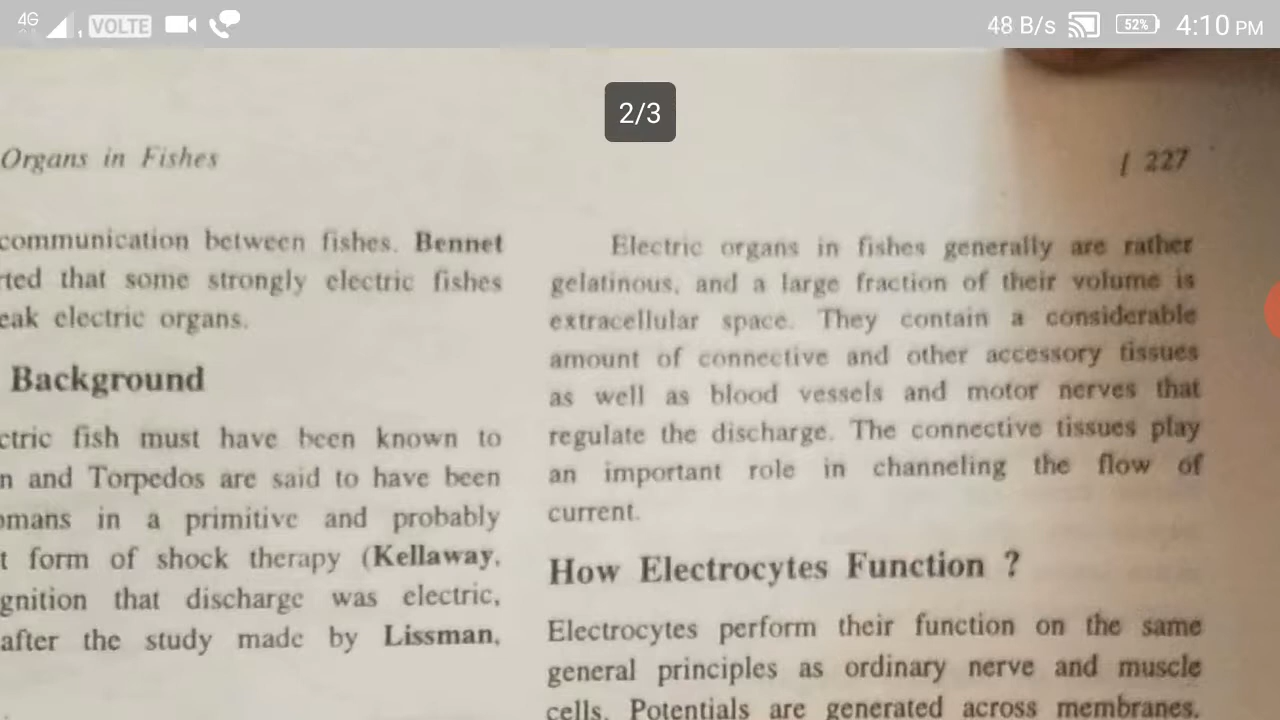 4G VOLTE 48 B/s 52% 4:10 PM
2/3
Organs in Fishes
[ 227
communication between fishes. Bennet
rted that some strongly electric fishes
eak electric organs.
Background
ctric fish must have been known to
n and Torpedos are said to have been
omans in a primitive and probably
t form of shock therapy (Kellaway,
gnition that discharge was electric,
after the study made by Lissman,
Electric organs in fishes generally are rather
gelatinous, and a large fraction of their volume is
extracellular space. They contain a considerable
amount of connective and other accessory tissues
as well as blood vessels and motor nerves that
regulate the discharge. The connective tissues play
an important role in channeling the flow of
current.
How Electrocytes Function ?
Electrocytes perform their function on the same
general principles as ordinary nerve and muscle
cells. Potentials are generated across membranes,